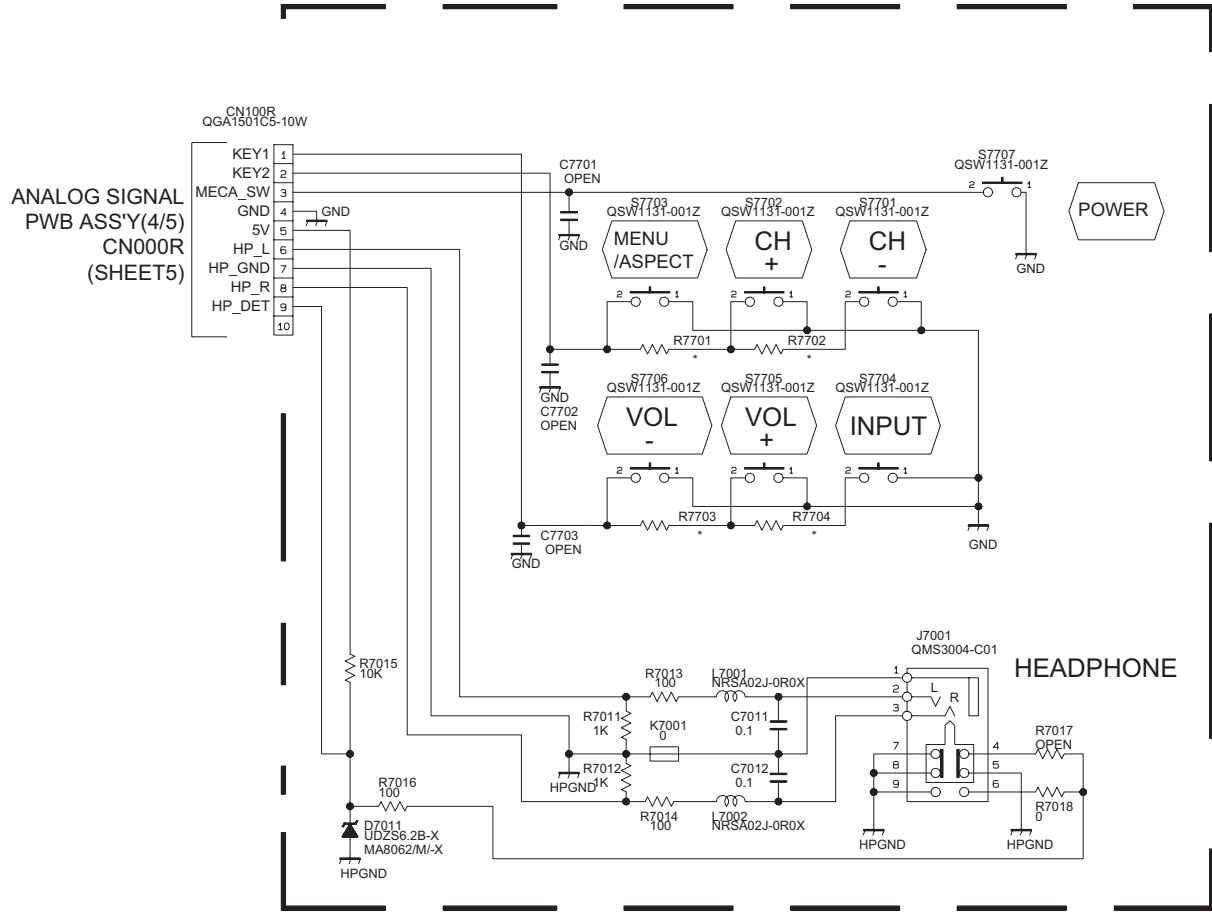 CN100R
QGA1501C5-10W
ANALOG SIGNAL
PWB ASS'Y(4/5)
CN000R
(SHEET5)
KEY1 1
KEY2 2
MECA_SW 3
GND 4 GND
5V 5
HP_L 6
HP_GND 7
HP_R 8
HP_DET 9
10
C7701
OPEN
GND
S7707
QSW1131-001Z
2 1
GND
POWER
S7703
QSW1131-001Z
MENU
/ASPECT
2 1
S7702
QSW1131-001Z
CH
+
2 1
S7701
QSW1131-001Z
CH
-
2 1
R7701
*
R7702
*
GND
C7702
OPEN
S7706
QSW1131-001Z
VOL
-
2 1
S7705
QSW1131-001Z
VOL
+
2 1
S7704
QSW1131-001Z
INPUT
2 1
R7703
*
R7704
*
C7703
OPEN
GND
GND
R7015
10K
R7016
100
D7011
UDZS6.2B-X
MA8062/M/-X
HPGND
R7013
100
L7001
NRSA02J-0R0X
R7011
1K
K7001
0
C7011
0.1
HPGND
R7012
1K
C7012
0.1
R7014
100
L7002
NRSA02J-0R0X
J7001
QMS3004-C01
HEADPHONE
1
2 L
3 R
7 4
8 5
9 6
R7017
OPEN
R7018
0
HPGND
HPGND